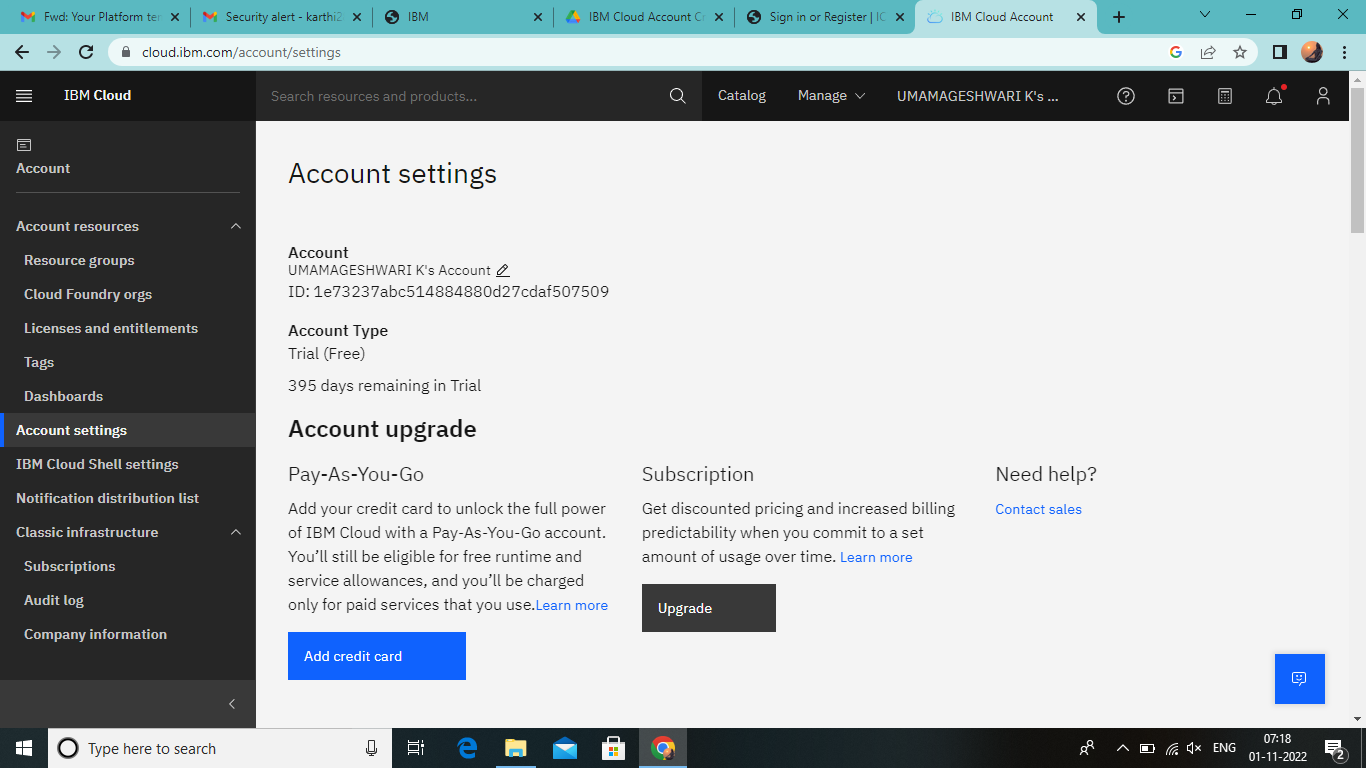 Fwd: Your Platform ter
Security alert - karthi2
IBM
IBM Cloud Account Cr
Sign in or Register | IC
IBM Cloud Account
cloud.ibm.com/account/settings
IBM Cloud
Search resources and products...
Catalog
Manage
UMAMAGESHWARI K's ...
Account
Account resources
Resource groups
Cloud Foundry orgs
Licenses and entitlements
Tags
Dashboards
Account settings
IBM Cloud Shell settings
Notification distribution list
Classic infrastructure
Subscriptions
Audit log
Company information
Account settings
Account
UMAMAGESHWARI K's Account
ID: 1e73237abc514884880d27cdaf507509
Account Type
Trial (Free)
395 days remaining in Trial
Account upgrade
Pay-As-You-Go
Add your credit card to unlock the full power
of IBM Cloud with a Pay-As-You-Go account.
You’ll still be eligible for free runtime and
service allowances, and you’ll be charged
only for paid services that you use.Learn more
Add credit card
Subscription
Get discounted pricing and increased billing
predictability when you commit to a set
amount of usage over time. Learn more
Upgrade
Need help?
Contact sales
Type here to search
ENG
07:18
01-11-2022
2